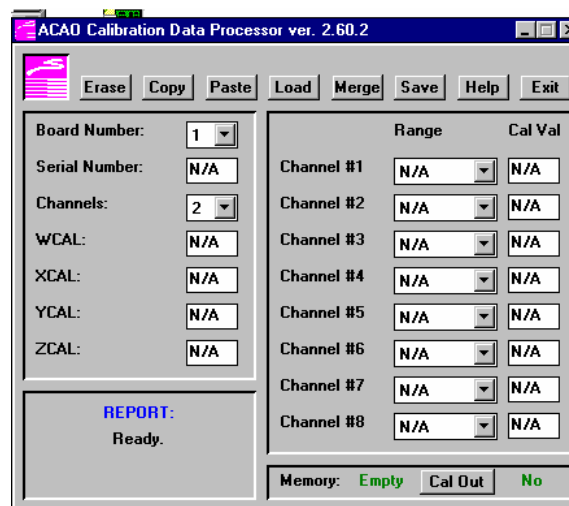 ACAO Calibration Data Processor ver. 2.60.2
Erase Copy Paste Load Merge Save Help Exit
Board Number: 1
Serial Number: N/A
Channels: 2
WCAL: N/A
XCAL: N/A
YCAL: N/A
ZCAL: N/A
REPORT:
Ready.
Range Cal Val
Channel #1 N/A N/A
Channel #2 N/A N/A
Channel #3 N/A N/A
Channel #4 N/A N/A
Channel #5 N/A N/A
Channel #6 N/A N/A
Channel #7 N/A N/A
Channel #8 N/A N/A
Memory: Empty Cal Out No